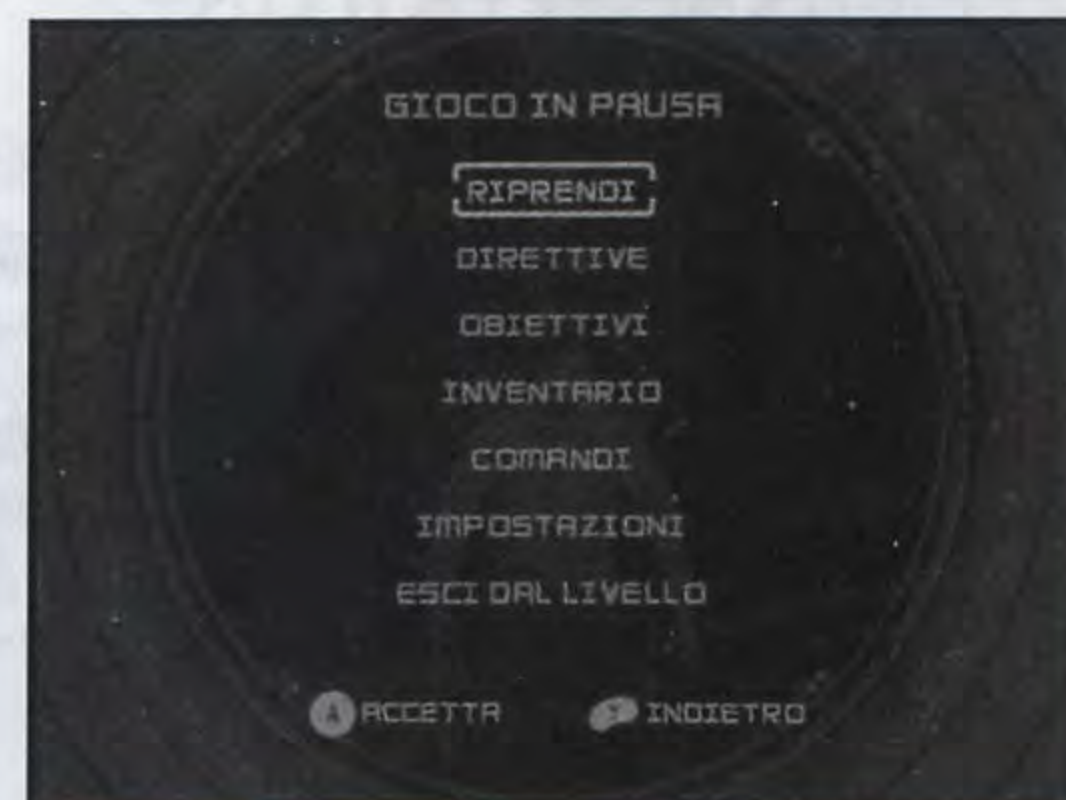 GIOCO IN PAUSA
RIPRENDI
DIRETTIVE
OBIETTIVI
INVENTARIO
COMANDI
IMPOSTAZIONI
ESCI DAL LIVELLO
A ACCETTA
INDIETRO